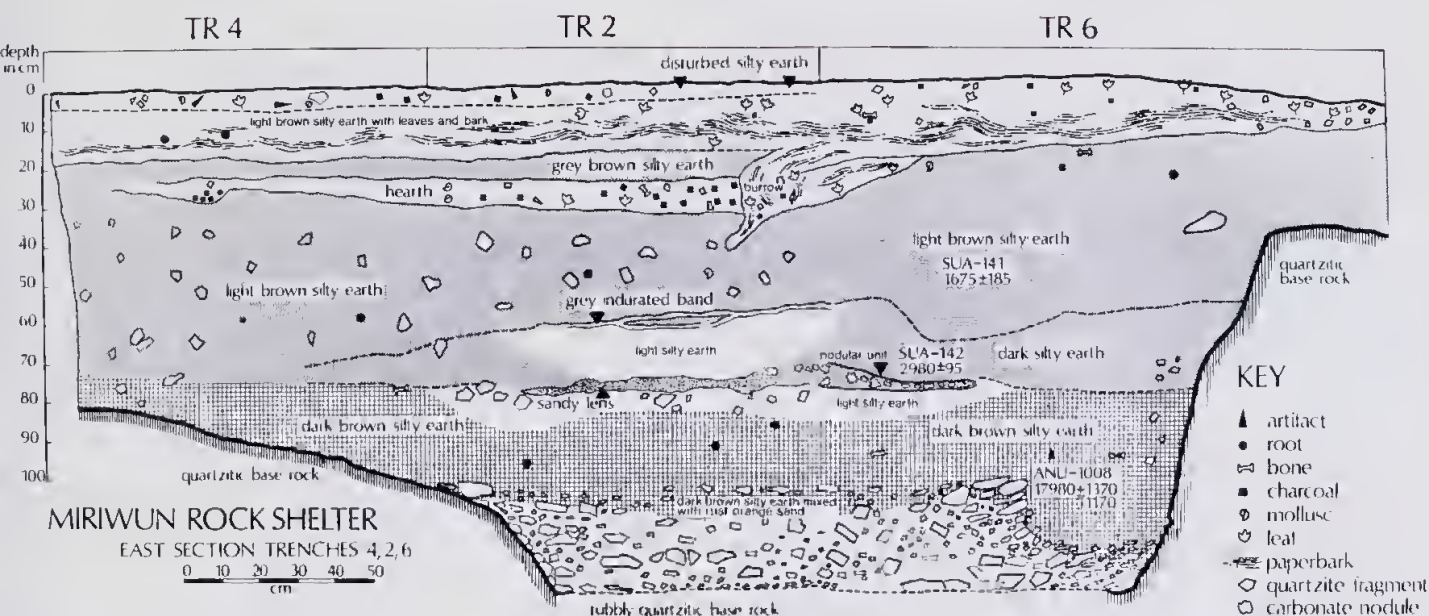 TR 4
TR 2
TR 6
depth
in cm
disturbed silty earth
0
10
20
30
40
50
60
70
80
90
100
light brown silty earth with leaves and bark
grey brown silty earth
hearth
burrow
light brown silty earth
SUA-141
1675±185
quartzitic
base rock
light brown silty earth
grey indurated band
light silty earth
nodular unit
SUA-142
2980±95
dark silty earth
sandy lens
light silty earth
dark brown silty earth
dark brown silty earth
quartzitic base rock
ANU-1008
17980±1370
1170
dark brown silty earth mixed
with rust orange sand
MIRIWUN ROCK SHELTER
EAST SECTION TRENCHES 4, 2, 6
0 10 20 30 40 50
cm
rubbly quartzitic base rock
KEY
artifact
root
bone
charcoal
mollusc
leaf
paperbark
quartzite fragment
carbonate nodule